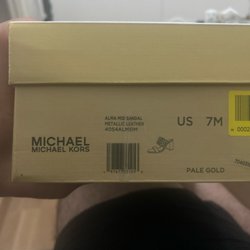 ALMA MID SANDAL
METALLIC LEATHER
US 7M
MICHAEL
MICHAEL KORS
PALE GOLD